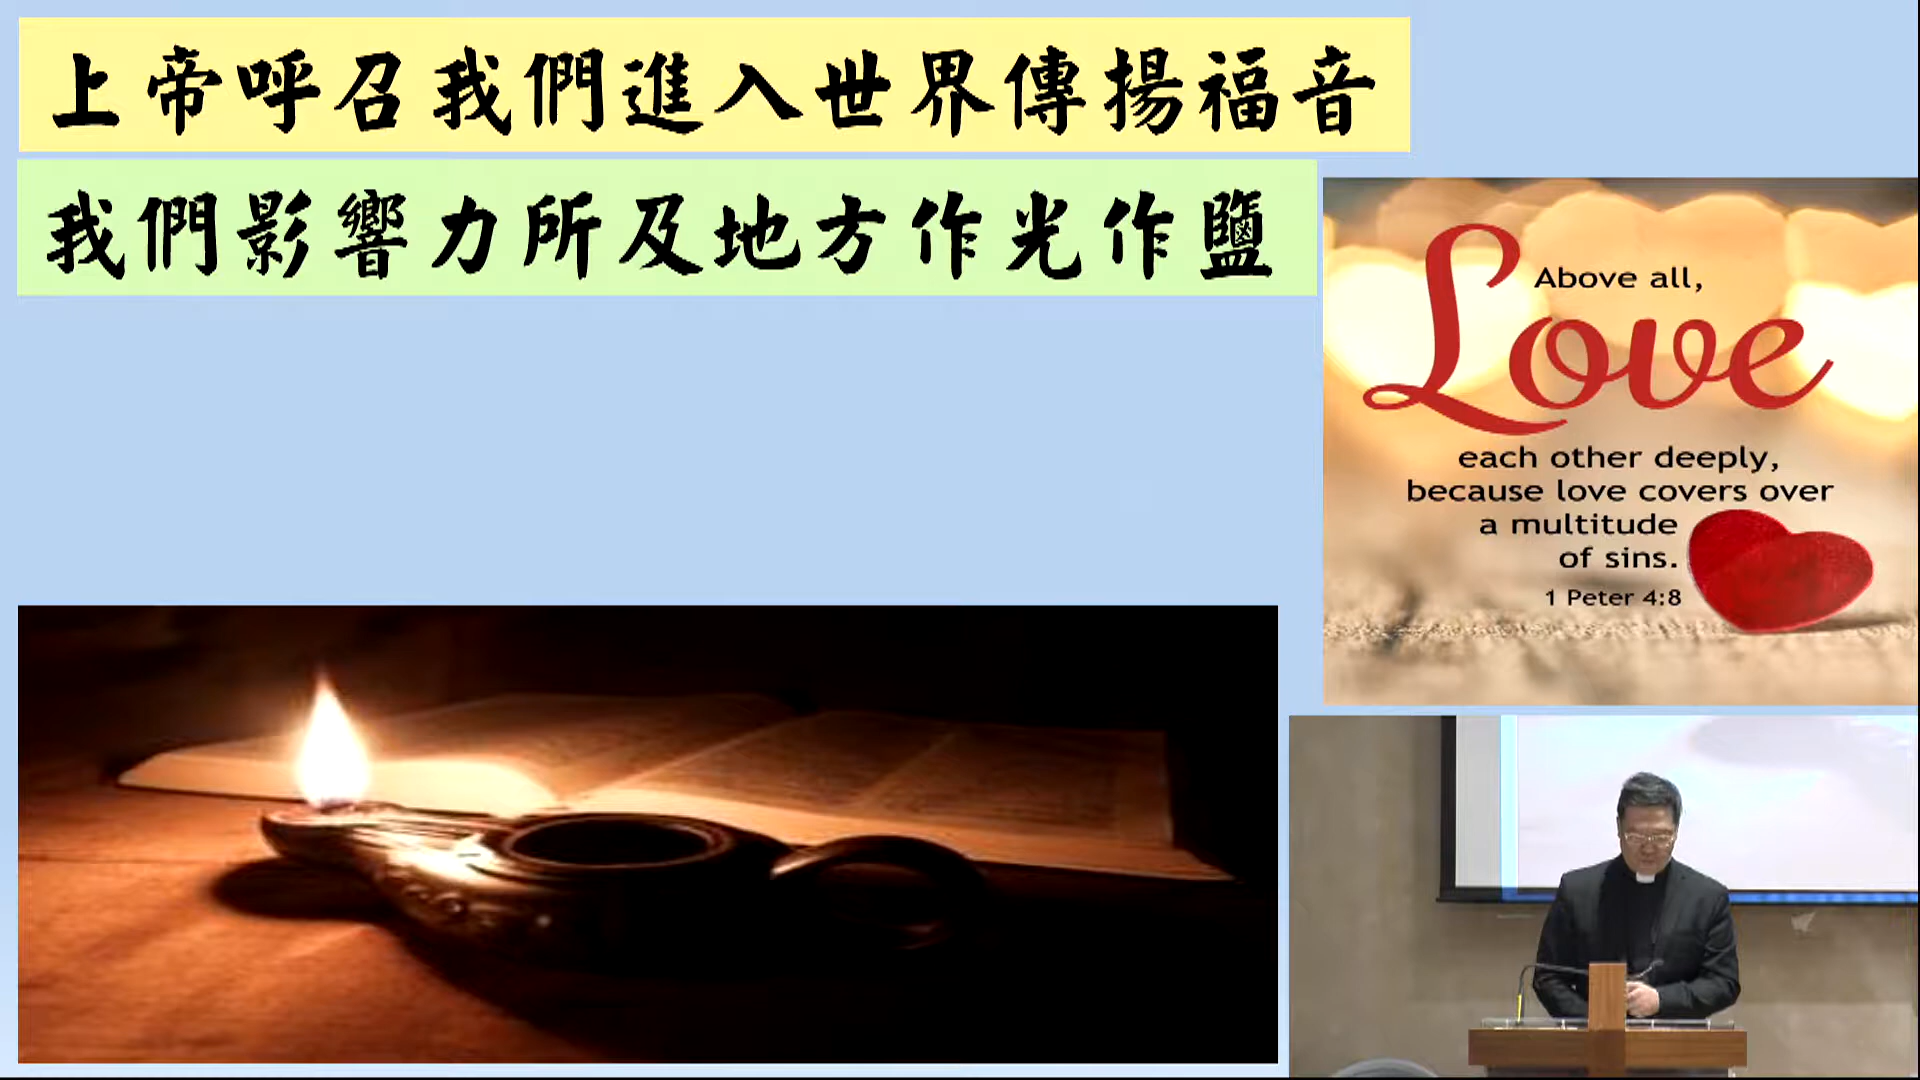 上帝呼召我們進入世界傳揚福音
我們影響力所及地方作光作鹽
Above all,
Love
each other deeply,
because love covers over
a multitude
of sins.
1 Peter 4:8